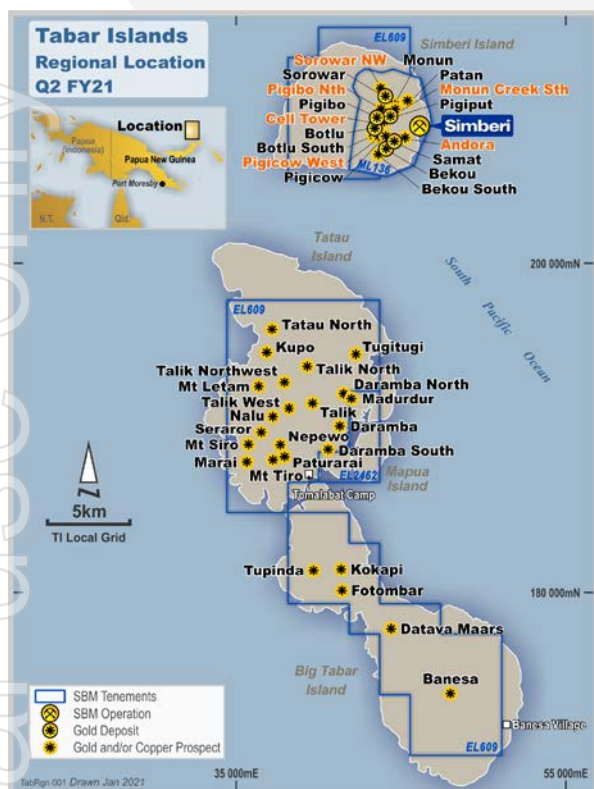 Tabar Islands
Regional Location
Q2 FY21
Location
Papua
(Indonesia)
Papua New Guinea
Port Moresby
N.T.
Qld.
EL609
Simberi Island
Sorowar NW
Monun
Sorowar
Patan
Pigibo Nth
Monun Creek Sth
Pigibo
Pigiput
Cell Tower
Simberi
Botlu
Andora
Botlu South
Samat
Pigicow West
Bekou
Pigicow
ML136
Bekou South
Tatau
Island
200 000mN
South Pacific Ocean
EL609
Tatau North
Kupo
Tugitugi
Talik North
Talik Northwest
Daramba North
Mt Letam
Madurdur
Talik West
Talik
Nalu
Daramba
Seraror
Nepewo
Mt Siro
Daramba South
Marai
Paturarai
Mapua
Island
Mt Tiro
EL2462
Tomalabat Camp
5km
TI Local Grid
Tupinda
Kokapi
Fotombar
180 000mN
Datava Maars
Big Tabar
Island
Banesa
Banesa Village
EL609
SBM Tenements
SBM Operation
Gold Deposit
Gold and/or Copper Prospect
TabRgn 001 Drawn Jan 2021
35 000mE
55 000mE